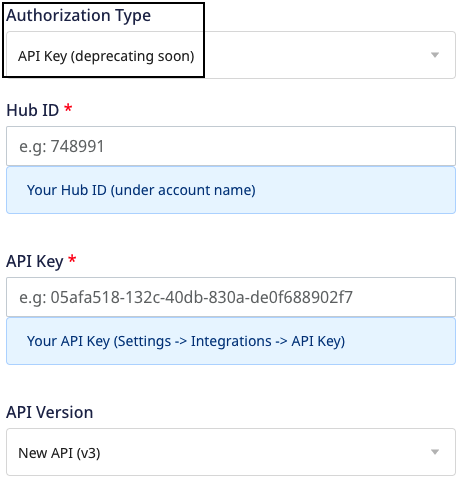 Authorization Type
API Key (deprecating soon)
Hub ID *
e.g: 748991
Your Hub ID (under account name)
API Key *
e.g: 05afa518-132c-40db-830a-de0f688902f7
Your API Key (Settings -> Integrations -> API Key)
API Version
New API (v3)